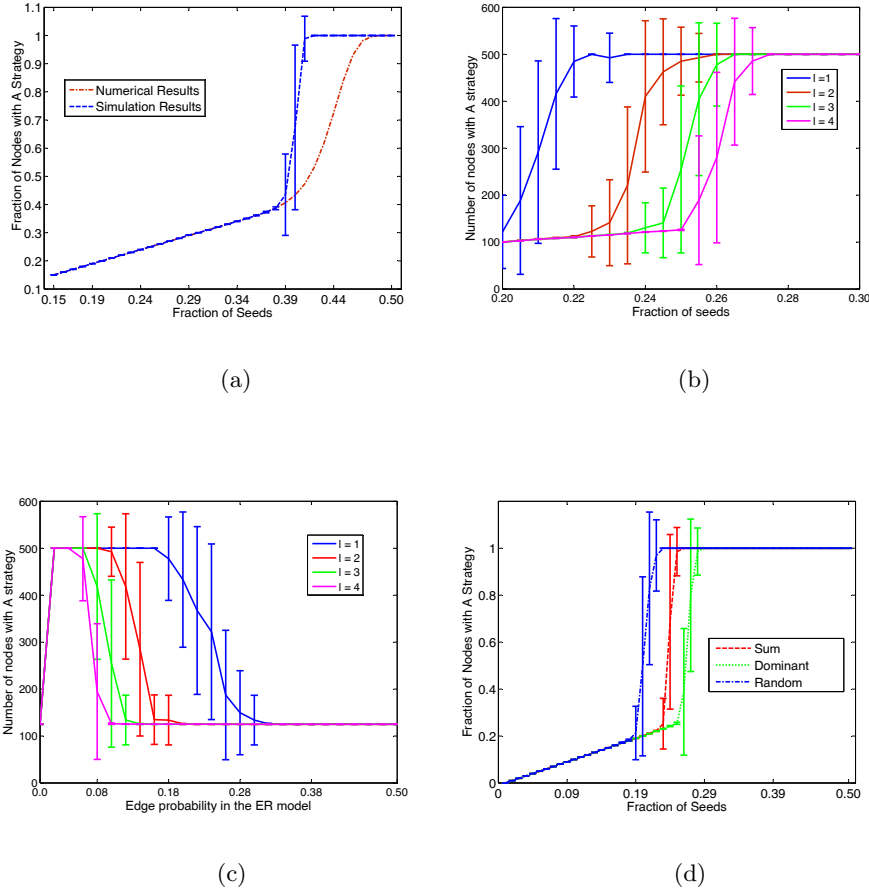 1.1
1
0.9
0.8
0.7
0.6
0.5
0.4
0.3
0.2
0.1
Fraction of Nodes with A Strategy
Numerical Results
Simulation Results
0.15 0.19 0.24 0.29 0.34 0.39 0.44 0.50
Fraction of Seeds
(a)
600
500
400
300
200
100
0
Number of nodes with A strategy
l =1
l = 2
l = 3
l = 4
0.20 0.22 0.24 0.26 0.28 0.30
Fraction of seeds
(b)
600
500
400
300
200
100
0
Number of nodes with A strategy
l = 1
l = 2
l = 3
l = 4
0.0 0.08 0.18 0.28 0.38 0.50
Edge probability in the ER model
(c)
1
0.8
0.6
0.4
0.2
0
Fraction of Nodes with A Strategy
Sum
Dominant
Random
0 0.09 0.19 0.29 0.39 0.50
Fraction of Seeds
(d)